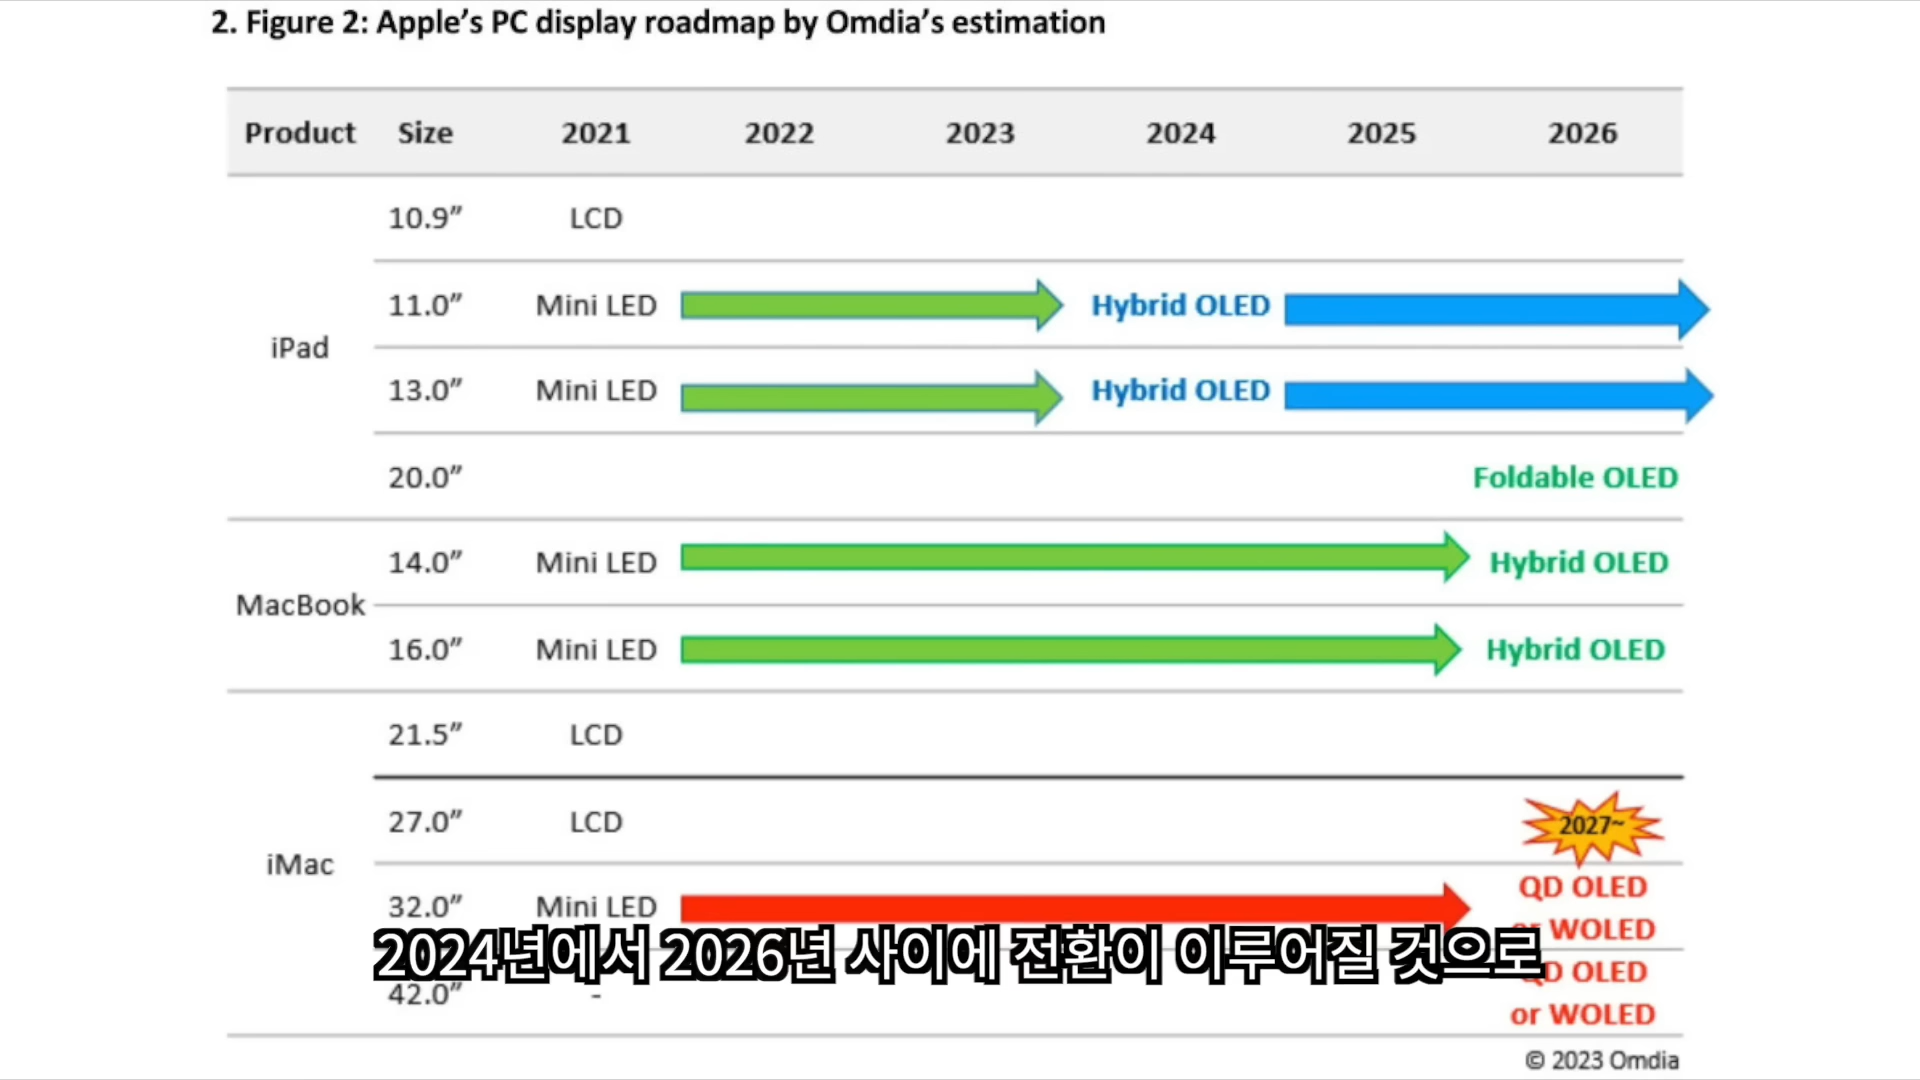 2. Figure 2: Apple's PC display roadmap by Omdia's estimation
Product Size 2021 2022 2023 2024 2025 2026
10.9" LCD
11.0" Mini LED Hybrid OLED
iPad
13.0" Mini LED Hybrid OLED
20.0" Foldable OLED
14.0" Mini LED Hybrid OLED
MacBook
16.0" Mini LED Hybrid OLED
21.5" LCD
27.0" LCD 2027~
iMac
QD OLED
32.0" Mini LED
or WOLED
2024년에서 2026년 사이에 전환이 이루어질 것으로
QD OLED
42.0" -
or WOLED
© 2023 Omdia